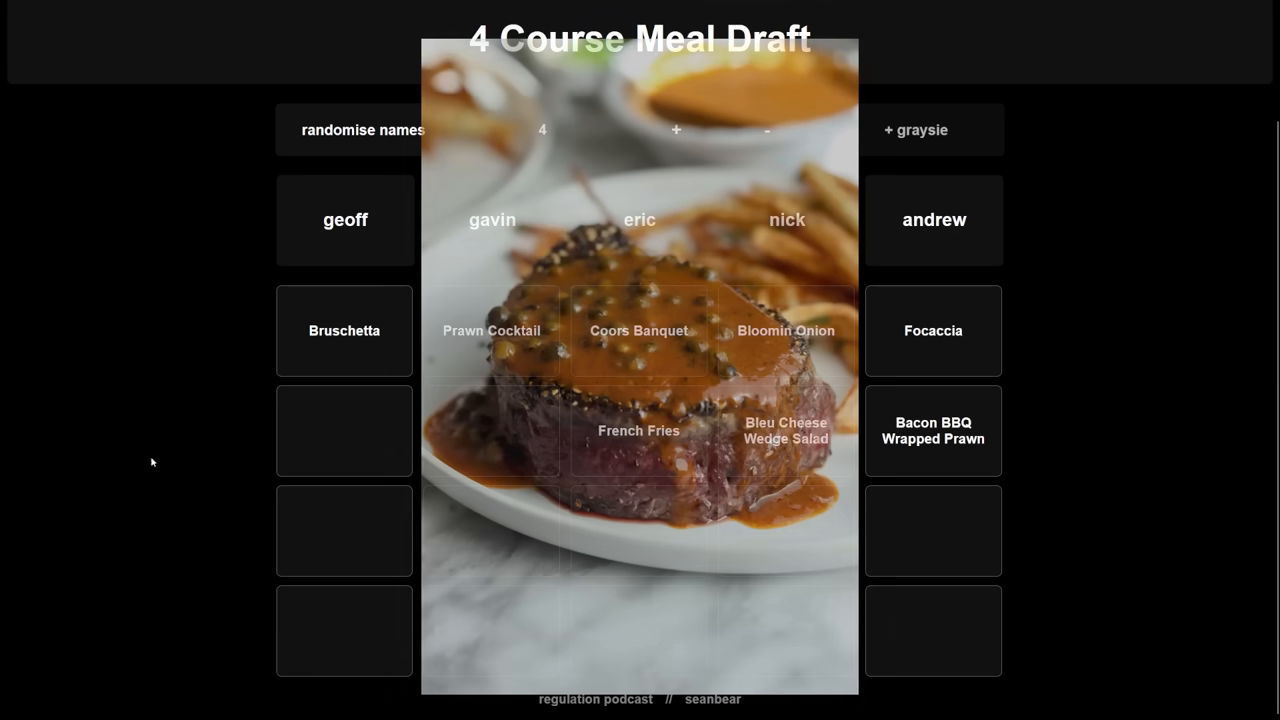 4 Course Meal Draft
randomise names
4
+
-
+ graysie
geoff
gavin
eric
nick
andrew
Bruschetta
Prawn Cocktail
Coors Banquet
Bloomin Onion
Focaccia
French Fries
Bleu Cheese
Wedge Salad
Bacon BBQ
Wrapped Prawn
regulation podcast // seanbear